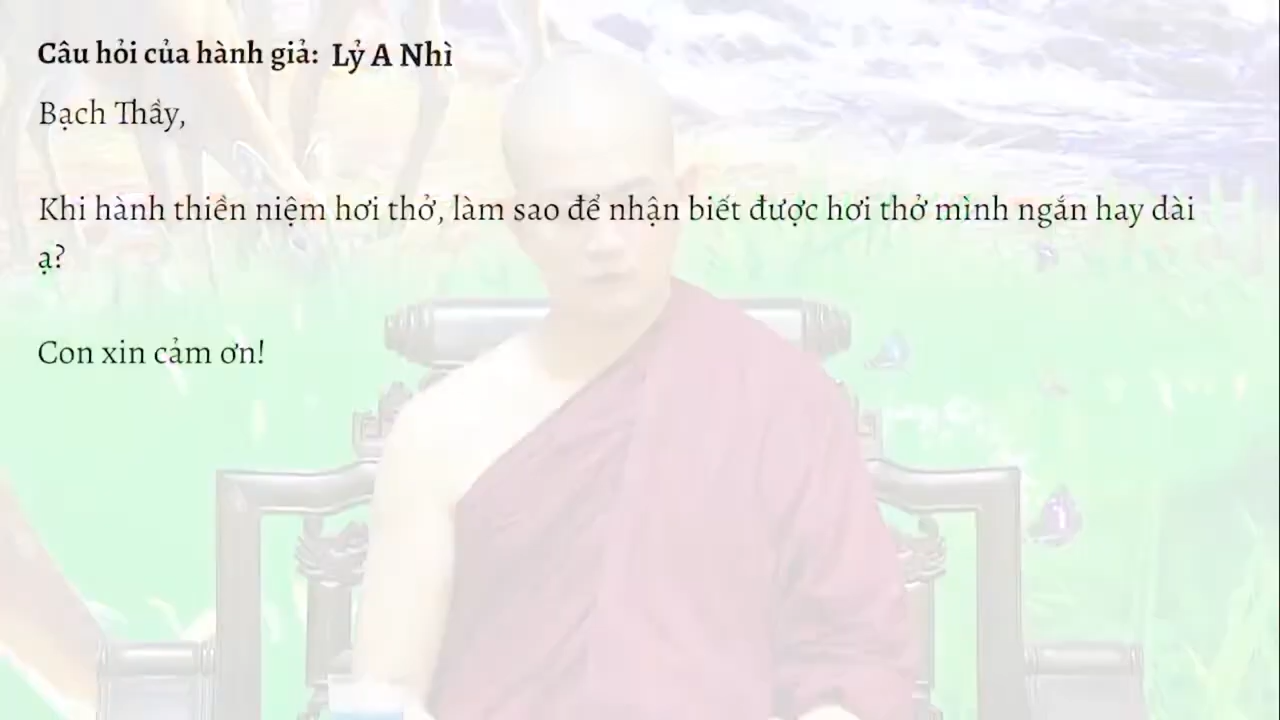 Câu hỏi của hành giả: Lỷ A Nhì
Bạch Thầy,
Khi hành thiền niệm hơi thở, làm sao để nhận biết được hơi thở mình ngắn hay dài
ạ?
Con xin cảm ơn!